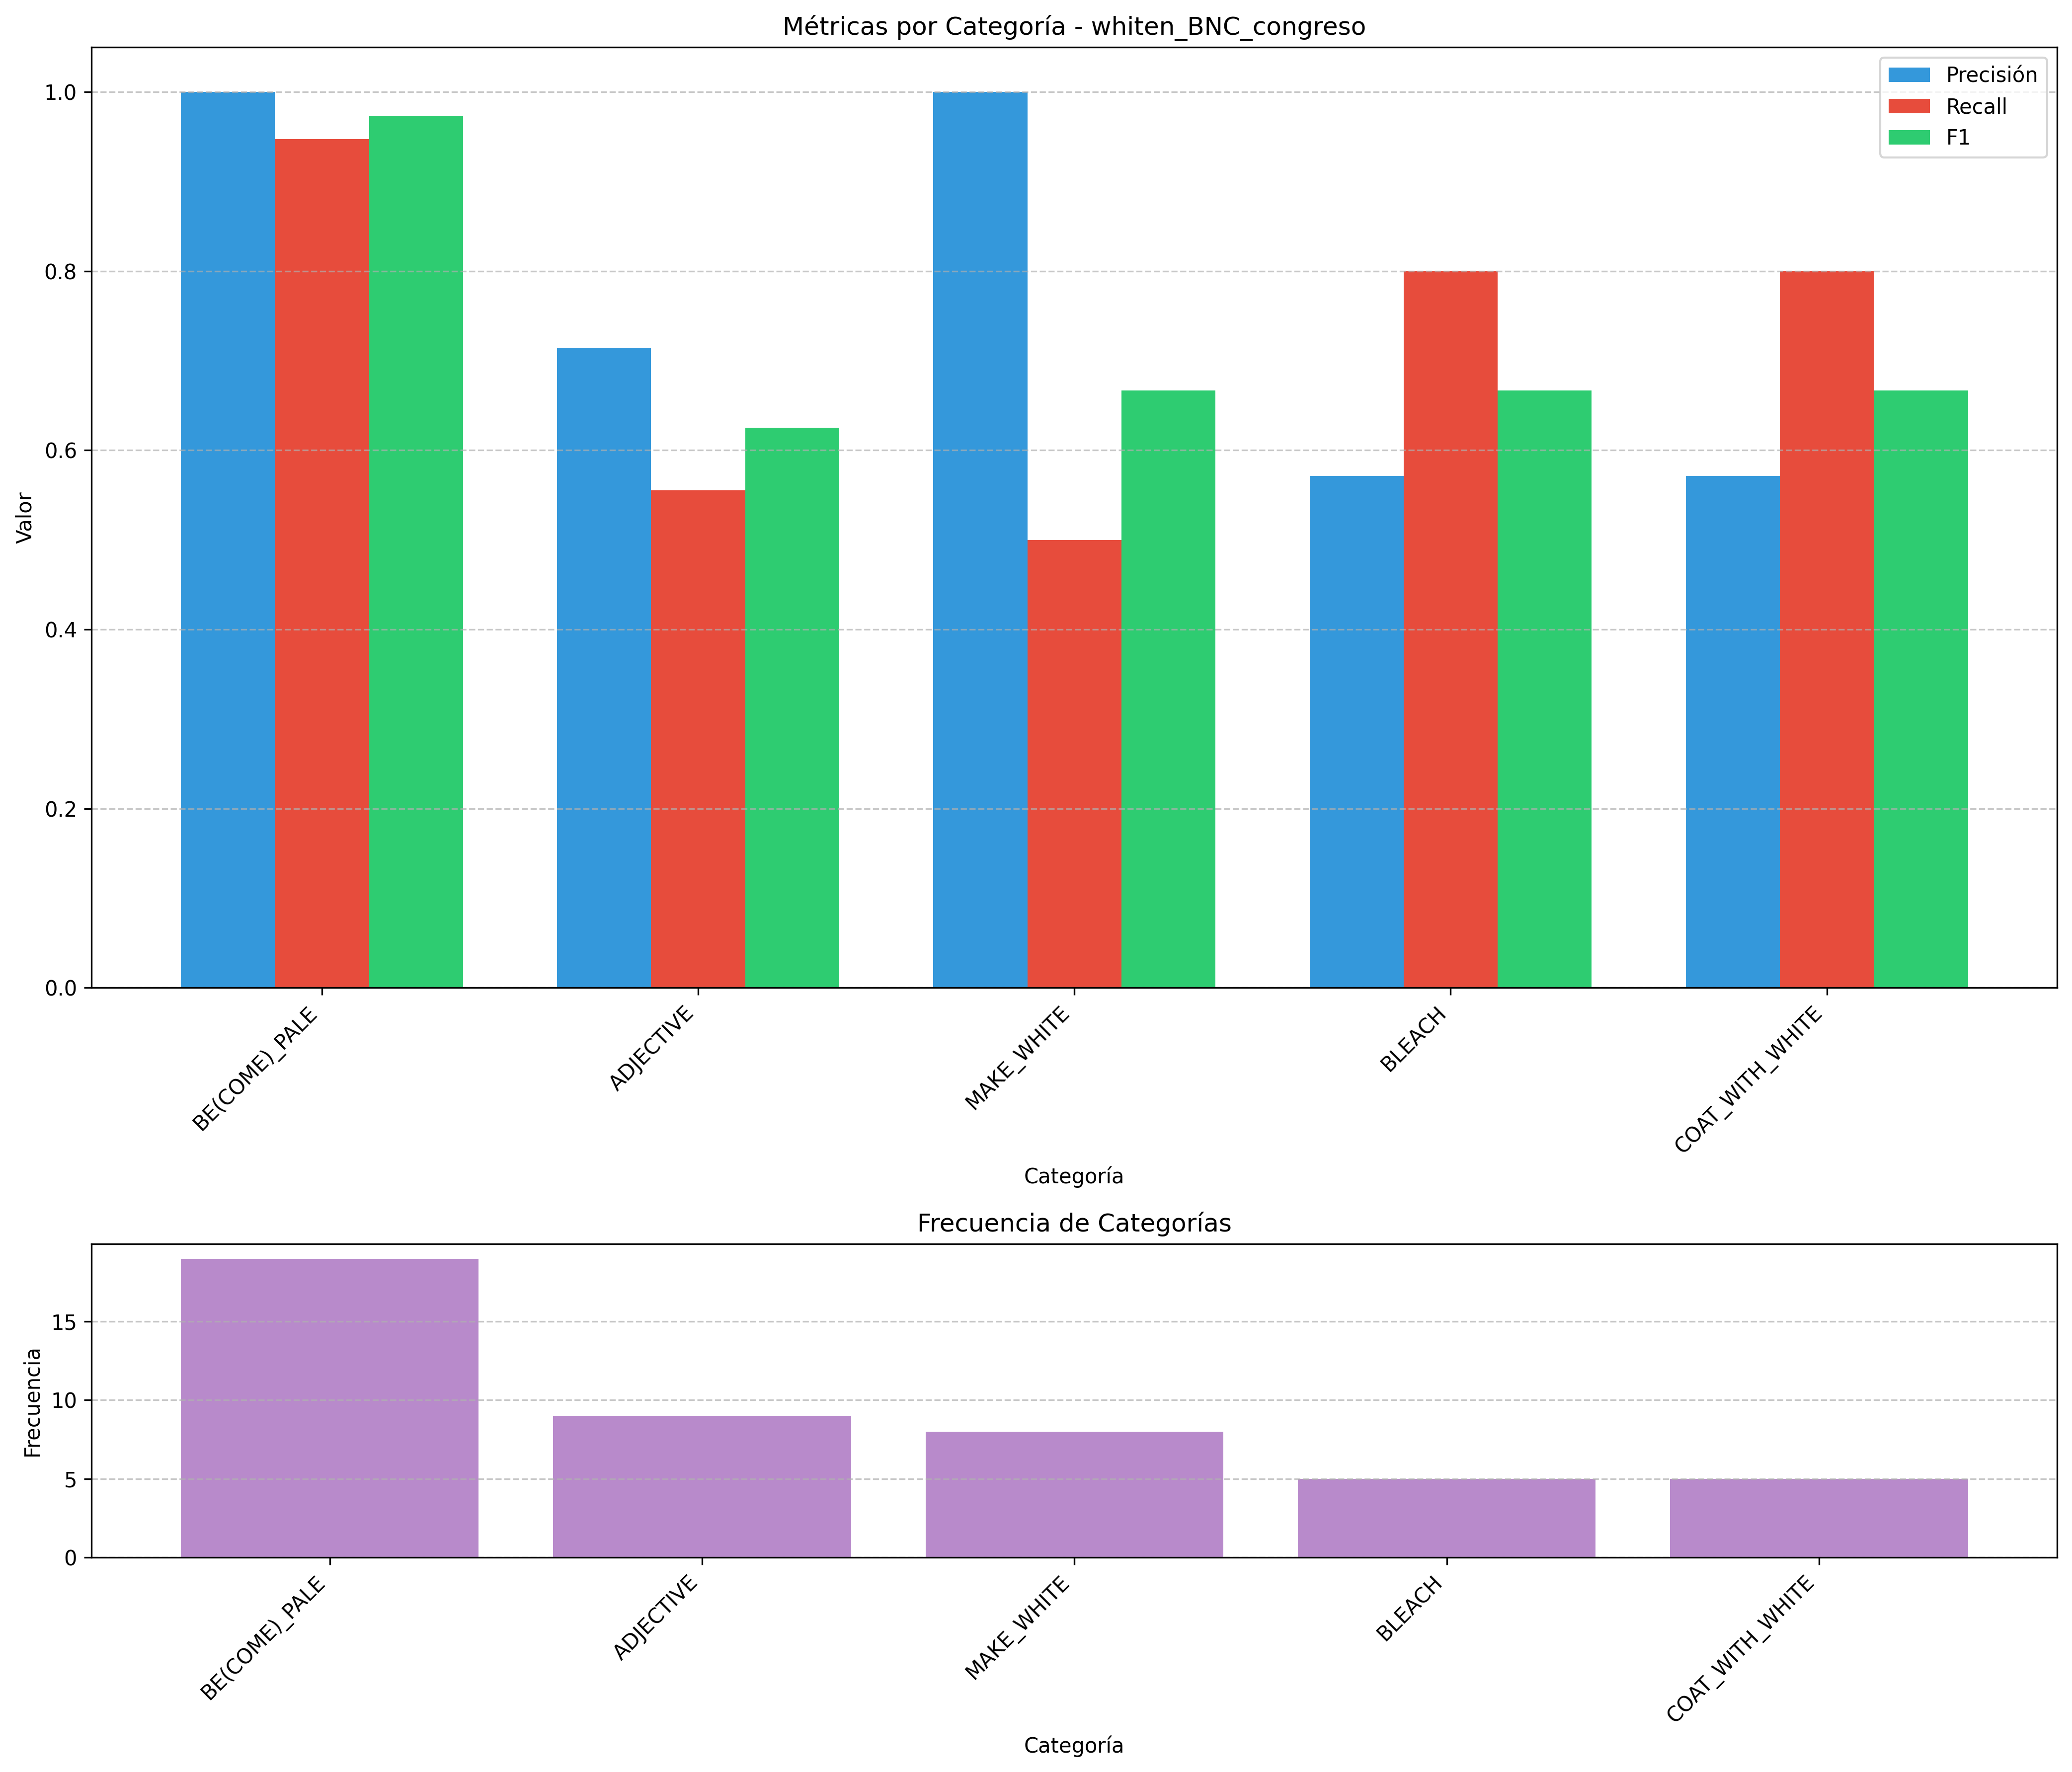 Métricas por Categoría - whiten_BNC_congreso
Precisión
Recall
F1
1.0
0.8
0.6
0.4
0.2
0.0
Valor
BE(COME)_PALE
ADJECTIVE
MAKE_WHITE
BLEACH
COAT_WITH_WHITE
Categoría
Frecuencia de Categorías
15
10
5
0
Frecuencia
BE(COME)_PALE
ADJECTIVE
MAKE_WHITE
BLEACH
COAT_WITH_WHITE
Categoría